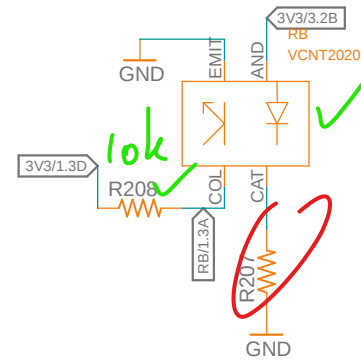 3V3/3.2B
RB
VCNT2020
EMIT
AND
GND
10k
3V3/1.3D
R208
COL
CAT
RB/1.3A
R207
GND